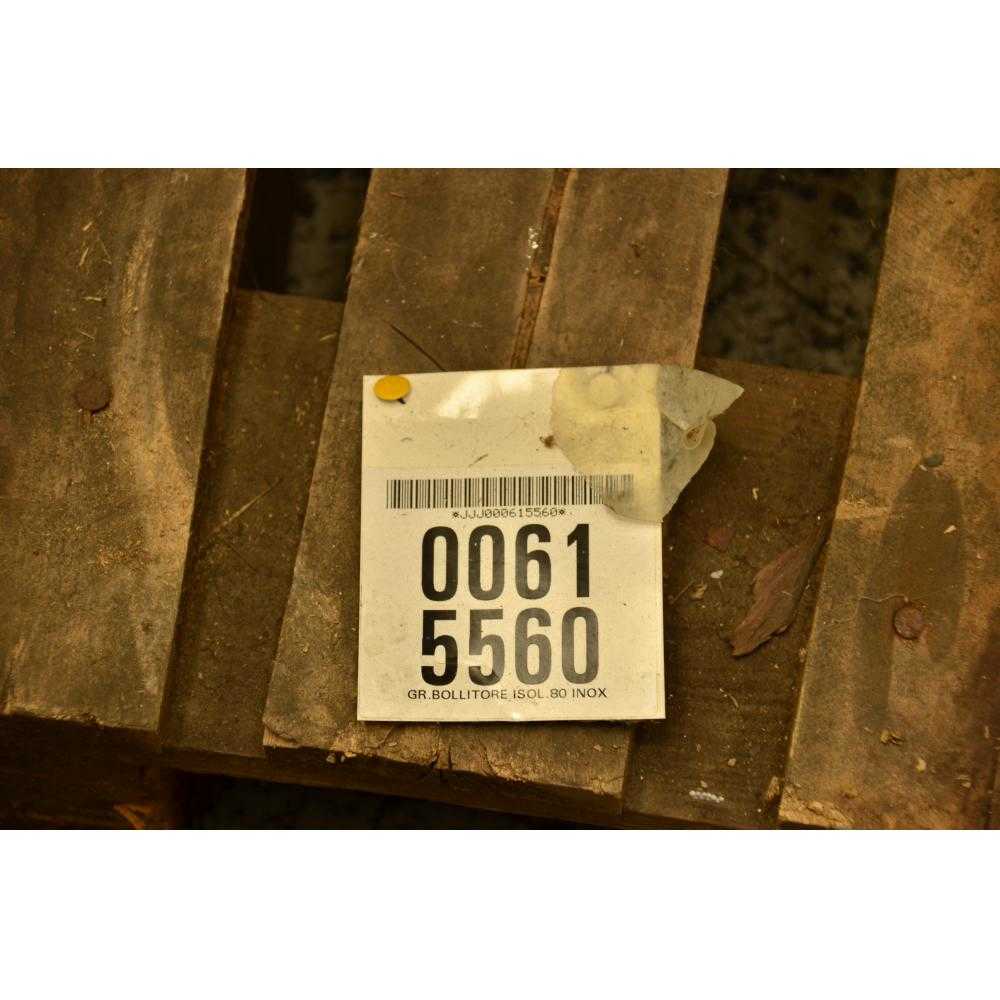 *JJJ000615560*
0061
5560
GR.BOLLITORE ISOL.80 INOX